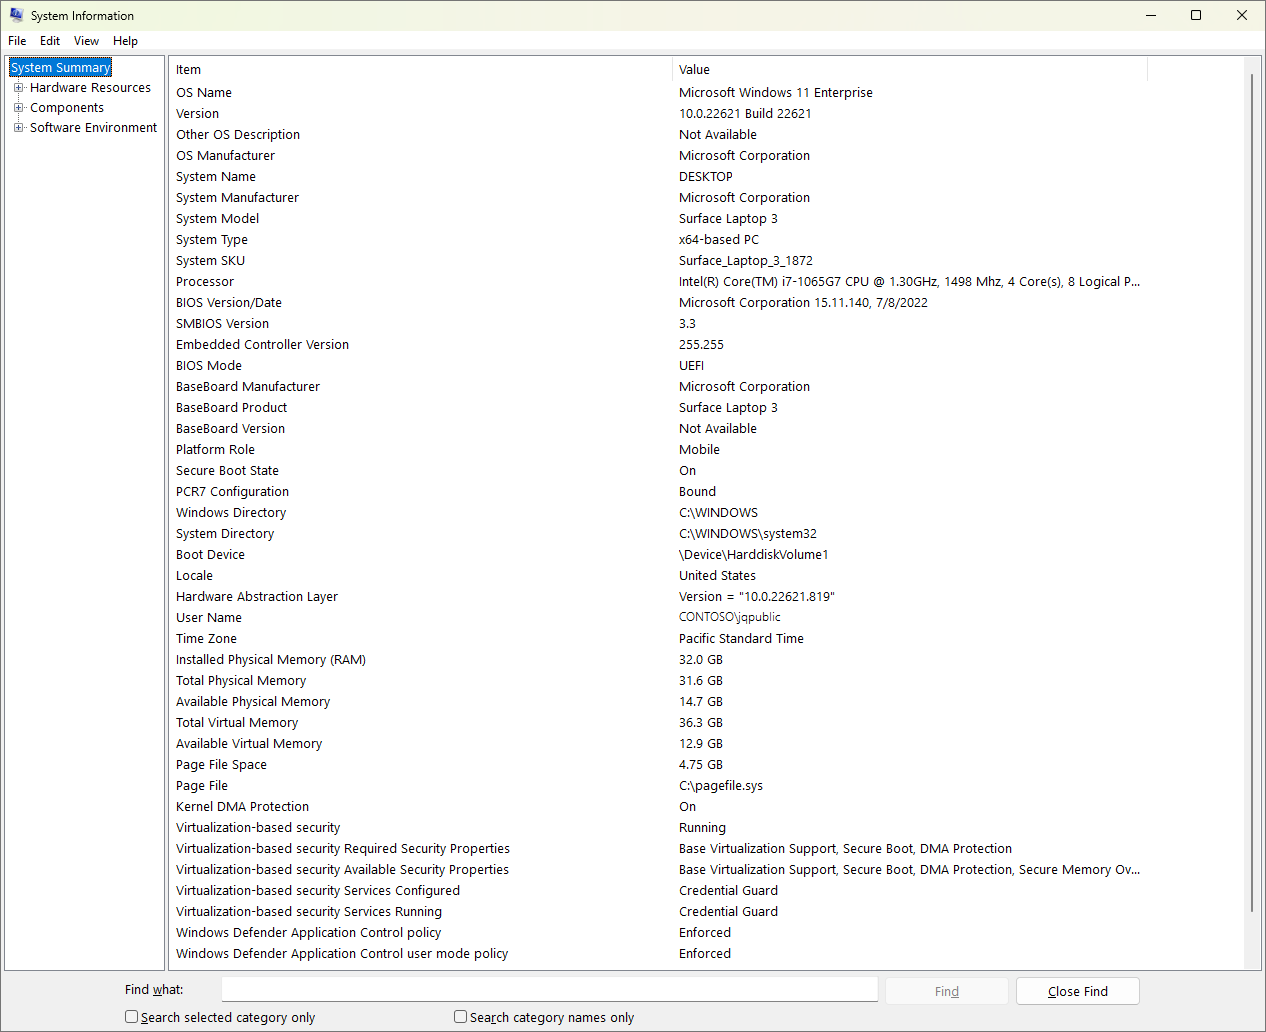 System Information
File Edit View Help
System Summary
Hardware Resources
Components
Software Environment
Item Value
OS Name Microsoft Windows 11 Enterprise
Version 10.0.22621 Build 22621
Other OS Description Not Available
OS Manufacturer Microsoft Corporation
System Name DESKTOP
System Manufacturer Microsoft Corporation
System Model Surface Laptop 3
System Type x64-based PC
System SKU Surface_Laptop_3_1872
Processor Intel(R) Core(TM) i7-1065G7 CPU @ 1.30GHz, 1498 Mhz, 4 Core(s), 8 Logical P...
BIOS Version/Date Microsoft Corporation 15.11.140, 7/8/2022
SMBIOS Version 3.3
Embedded Controller Version 255.255
BIOS Mode UEFI
BaseBoard Manufacturer Microsoft Corporation
BaseBoard Product Surface Laptop 3
BaseBoard Version Not Available
Platform Role Mobile
Secure Boot State On
PCR7 Configuration Bound
Windows Directory C:\WINDOWS
System Directory C:\WINDOWS\system32
Boot Device \Device\HarddiskVolume1
Locale United States
Hardware Abstraction Layer Version = "10.0.22621.819"
User Name CONTOSO\jqpublic
Time Zone Pacific Standard Time
Installed Physical Memory (RAM) 32.0 GB
Total Physical Memory 31.6 GB
Available Physical Memory 14.7 GB
Total Virtual Memory 36.3 GB
Available Virtual Memory 12.9 GB
Page File Space 4.75 GB
Page File C:\pagefile.sys
Kernel DMA Protection On
Virtualization-based security Running
Virtualization-based security Required Security Properties Base Virtualization Support, Secure Boot, DMA Protection
Virtualization-based security Available Security Properties Base Virtualization Support, Secure Boot, DMA Protection, Secure Memory Ov...
Virtualization-based security Services Configured Credential Guard
Virtualization-based security Services Running Credential Guard
Windows Defender Application Control policy Enforced
Windows Defender Application Control user mode policy Enforced
Find what: Find Close Find
Search selected category only Search category names only